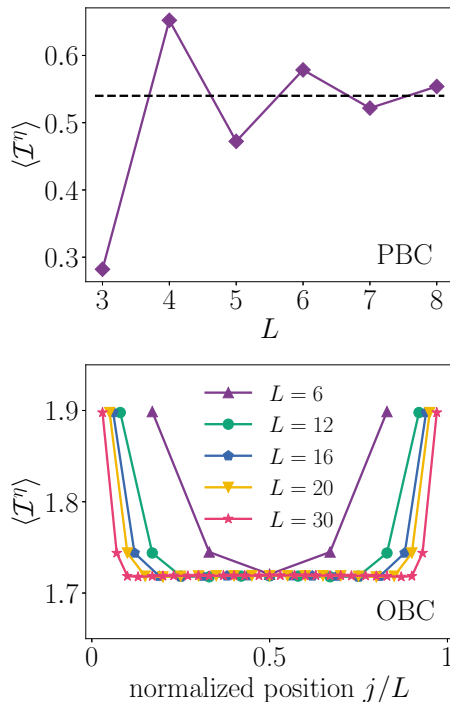 0.6
0.5
0.4
0.3
⟨𝓘^η⟩
3 4 5 6 7 8
L
PBC
1.9
1.8
1.7
⟨𝓘^η⟩
L = 6
L = 12
L = 16
L = 20
L = 30
OBC
0 0.5 1
normalized position j/L